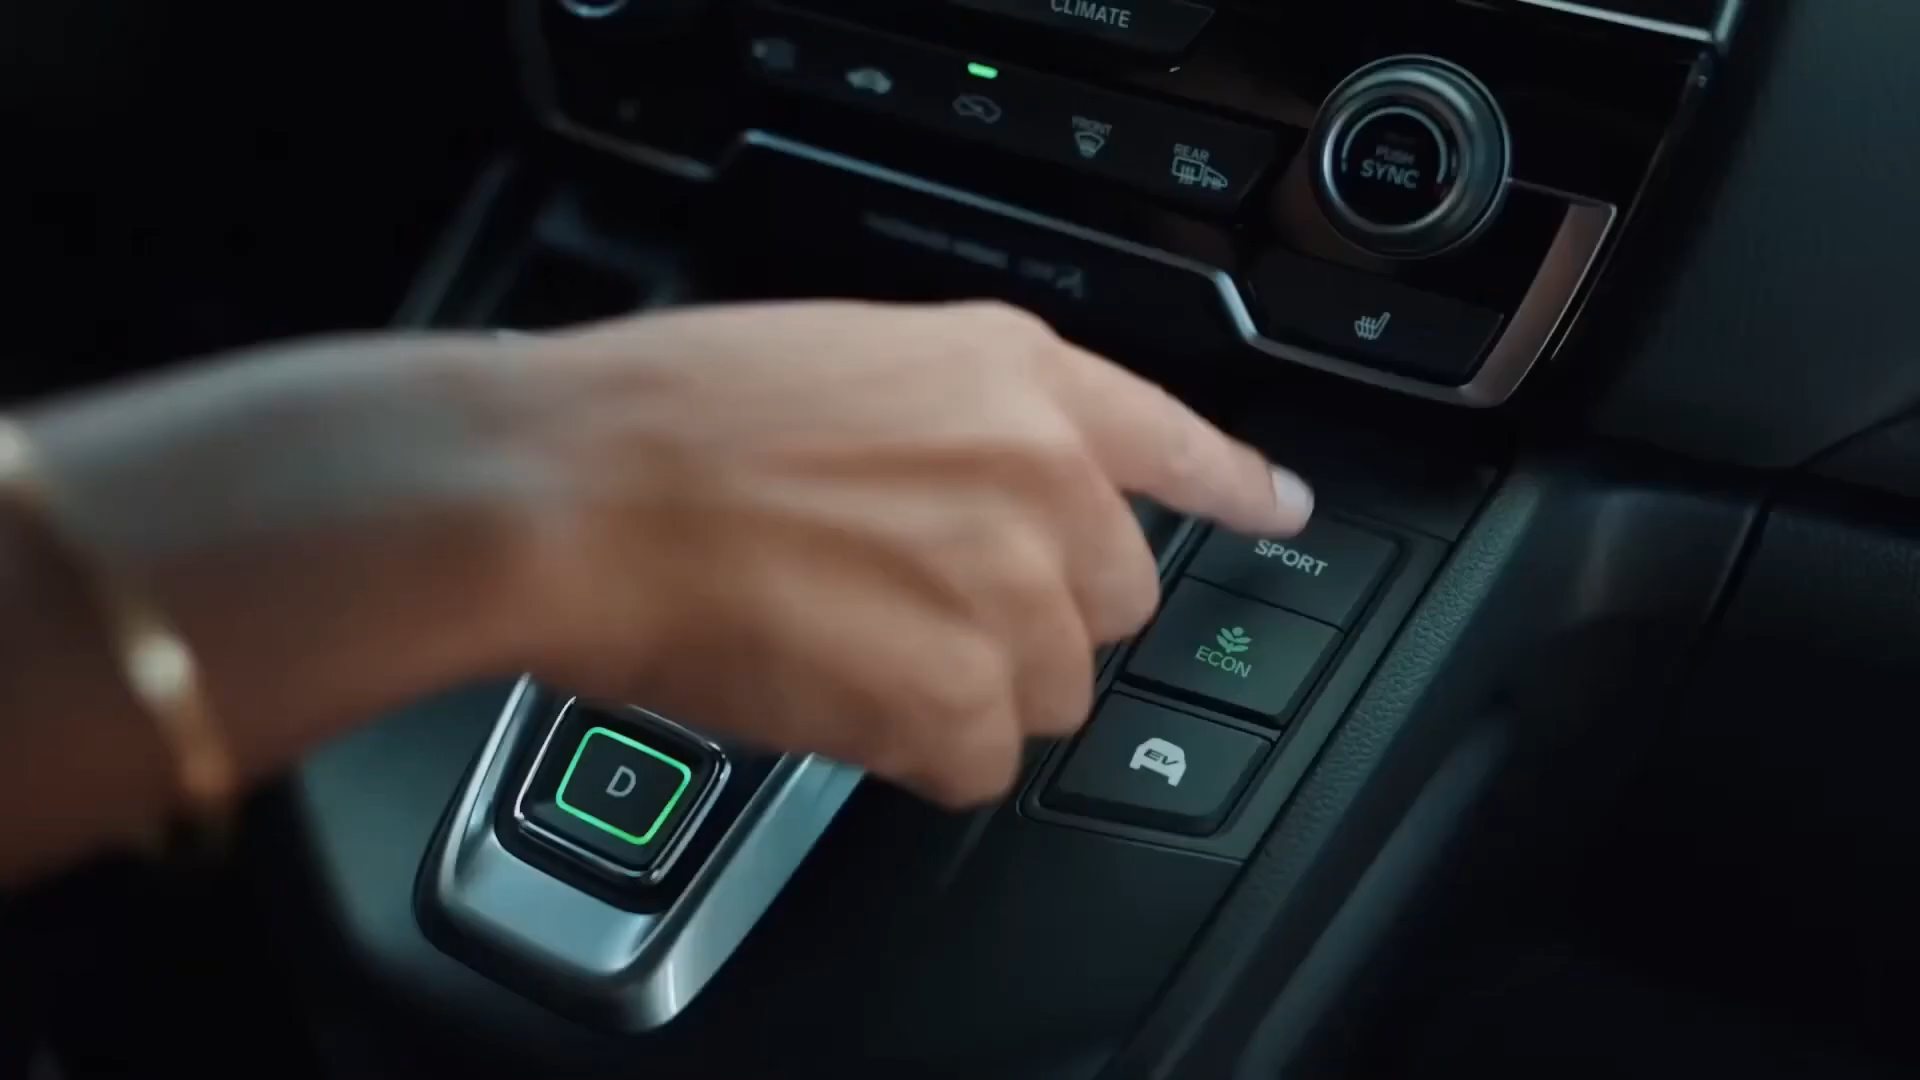 CLIMATE
FRONT
REAR
PUSH
SYNC
SPORT
ECON
EV
D